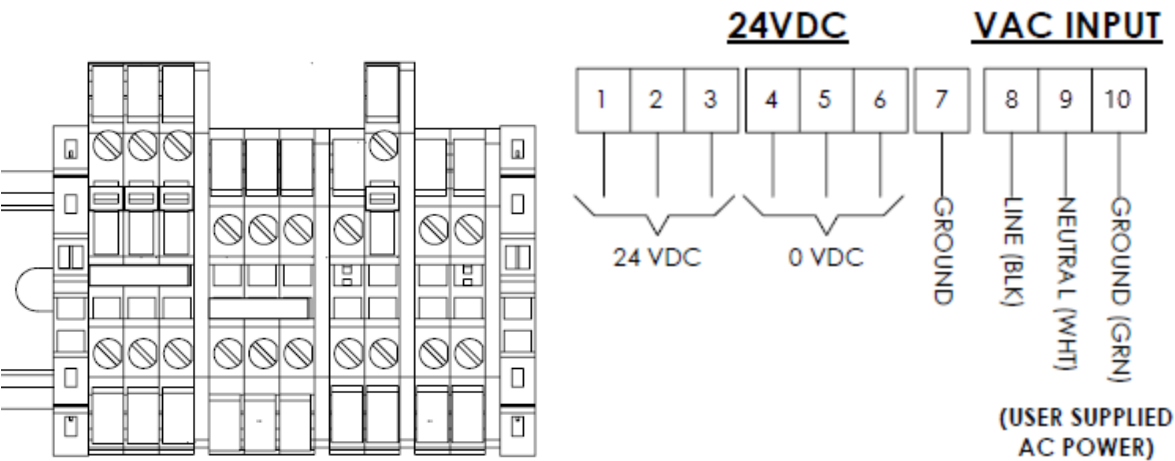 24VDC VAC INPUT
1 2 3 4 5 6 7 8 9 10
24 VDC
0 VDC
GROUND
LINE (BLK)
NEUTRAL (WHT)
GROUND (GRN)
(USER SUPPLIED
AC POWER)